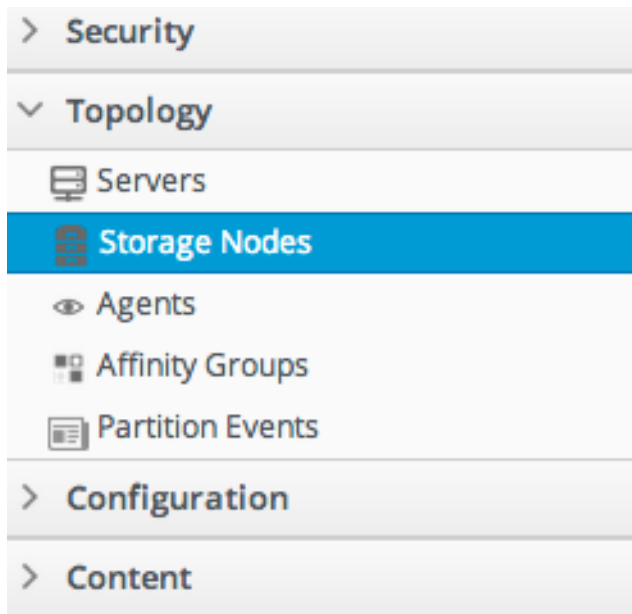 Security
Topology
Servers
Storage Nodes
Agents
Affinity Groups
Partition Events
Configuration
Content